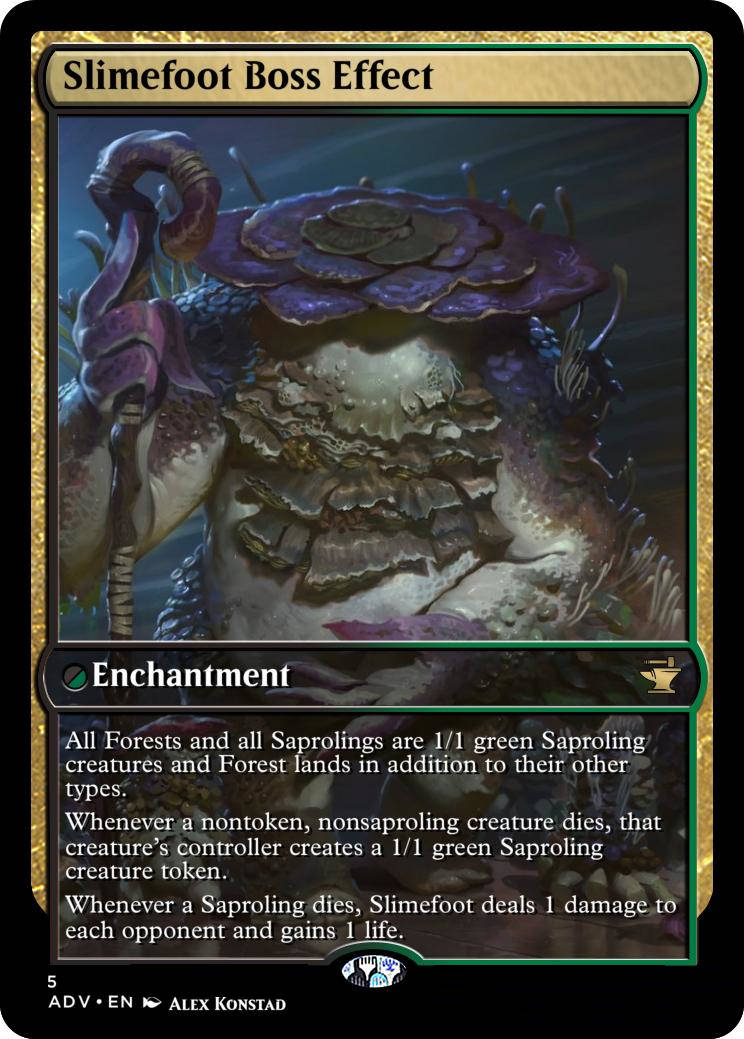 Slimefoot Boss Effect
Enchantment
All Forests and all Saprolings are 1/1 green Saproling
creatures and Forest lands in addition to their other
types.
Whenever a nontoken, nonsaproling creature dies, that
creature's controller creates a 1/1 green Saproling
creature token.
Whenever a Saproling dies, Slimefoot deals 1 damage to
each opponent and gains 1 life.
5
ADV • EN ALEX KONSTAD